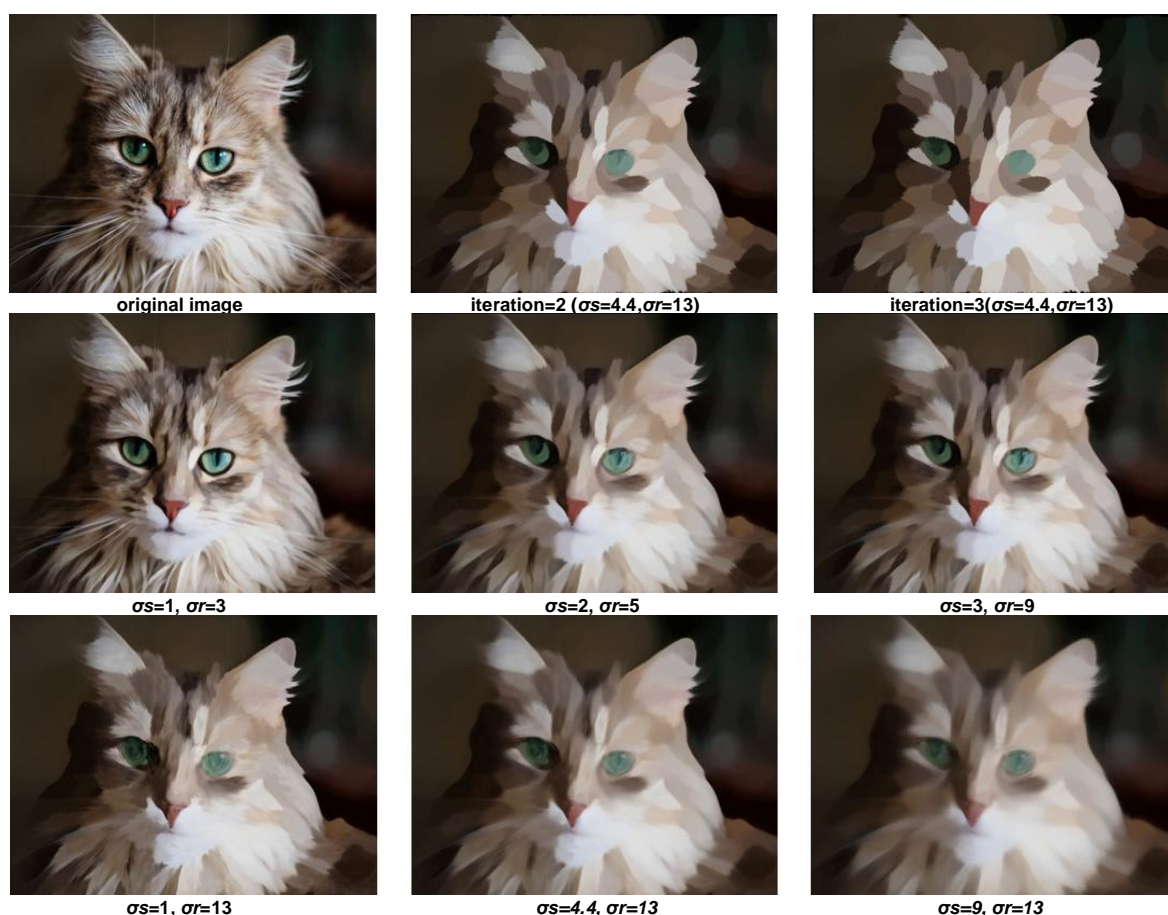 original image
iteration=2 (σs=4.4,σr=13)
iteration=3(σs=4.4,σr=13)
σs=1, σr=3
σs=2, σr=5
σs=3, σr=9
σs=1, σr=13
σs=4.4, σr=13
σs=9, σr=13